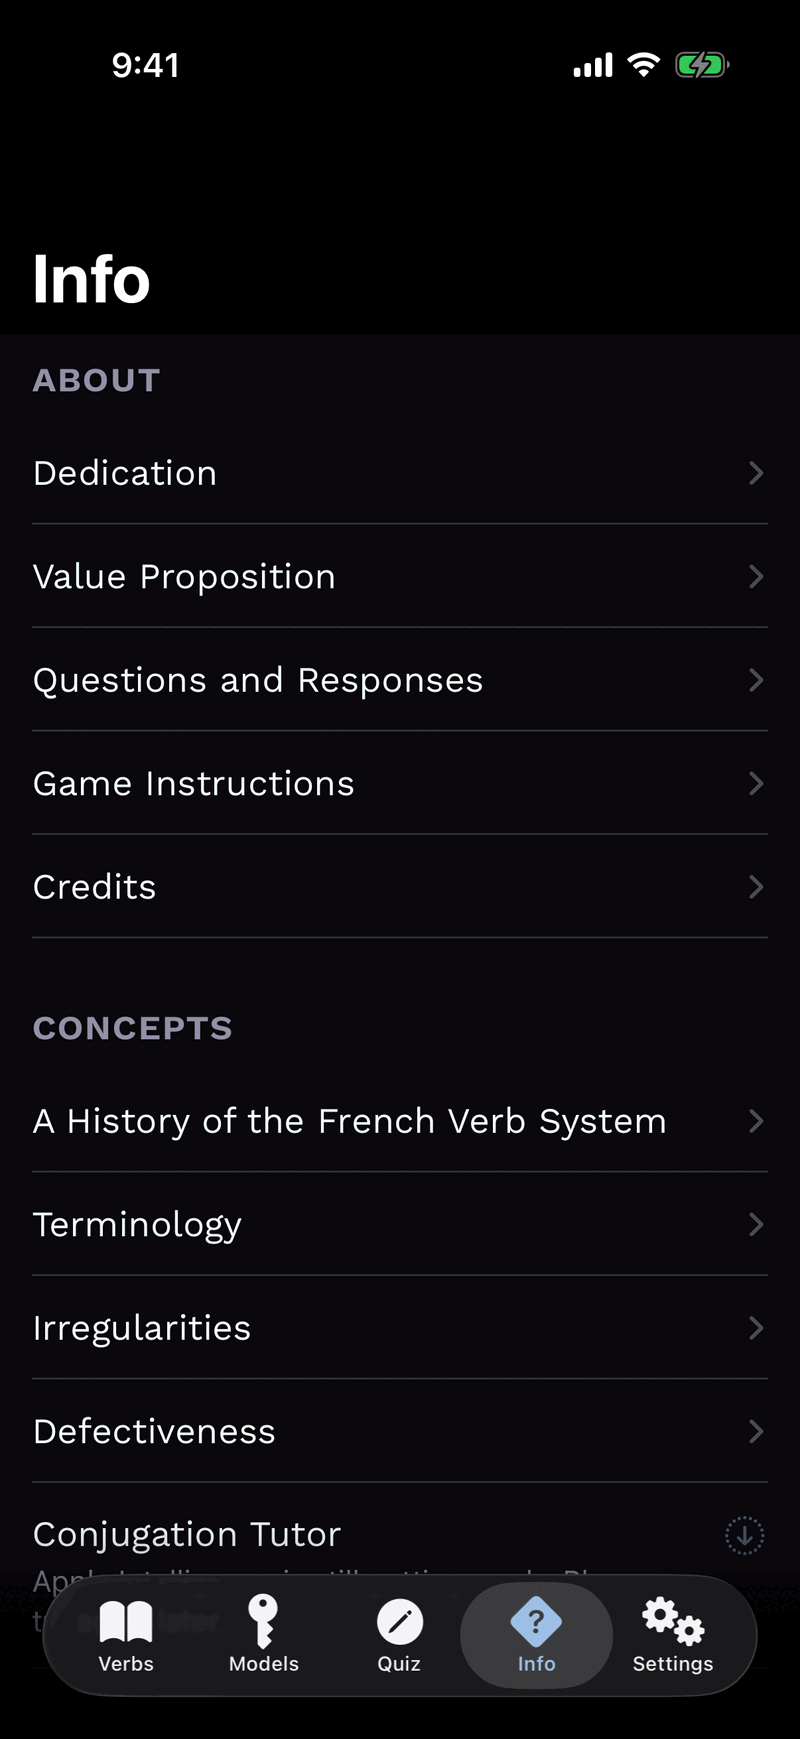 9:41
Info
ABOUT
Dedication
Value Proposition
Questions and Responses
Game Instructions
Credits
CONCEPTS
A History of the French Verb System
Terminology
Irregularities
Defectiveness
Conjugation Tutor
later.
Verbs
Models
Quiz
Info
Settings